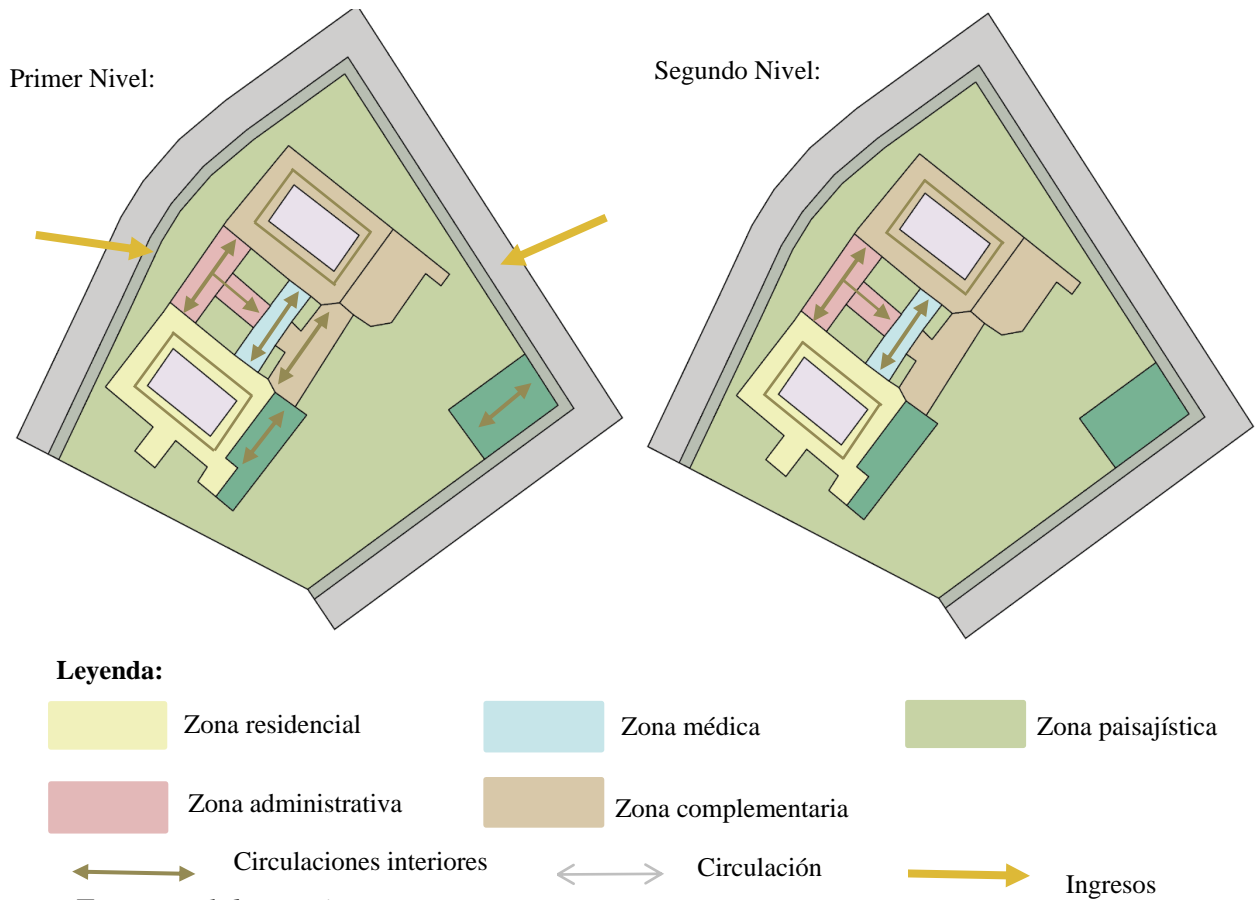 Primer Nivel:
Segundo Nivel:
Leyenda:
Zona residencial
Zona médica
Zona paisajística
Zona administrativa
Zona complementaria
Circulaciones interiores
Circulación
Ingresos